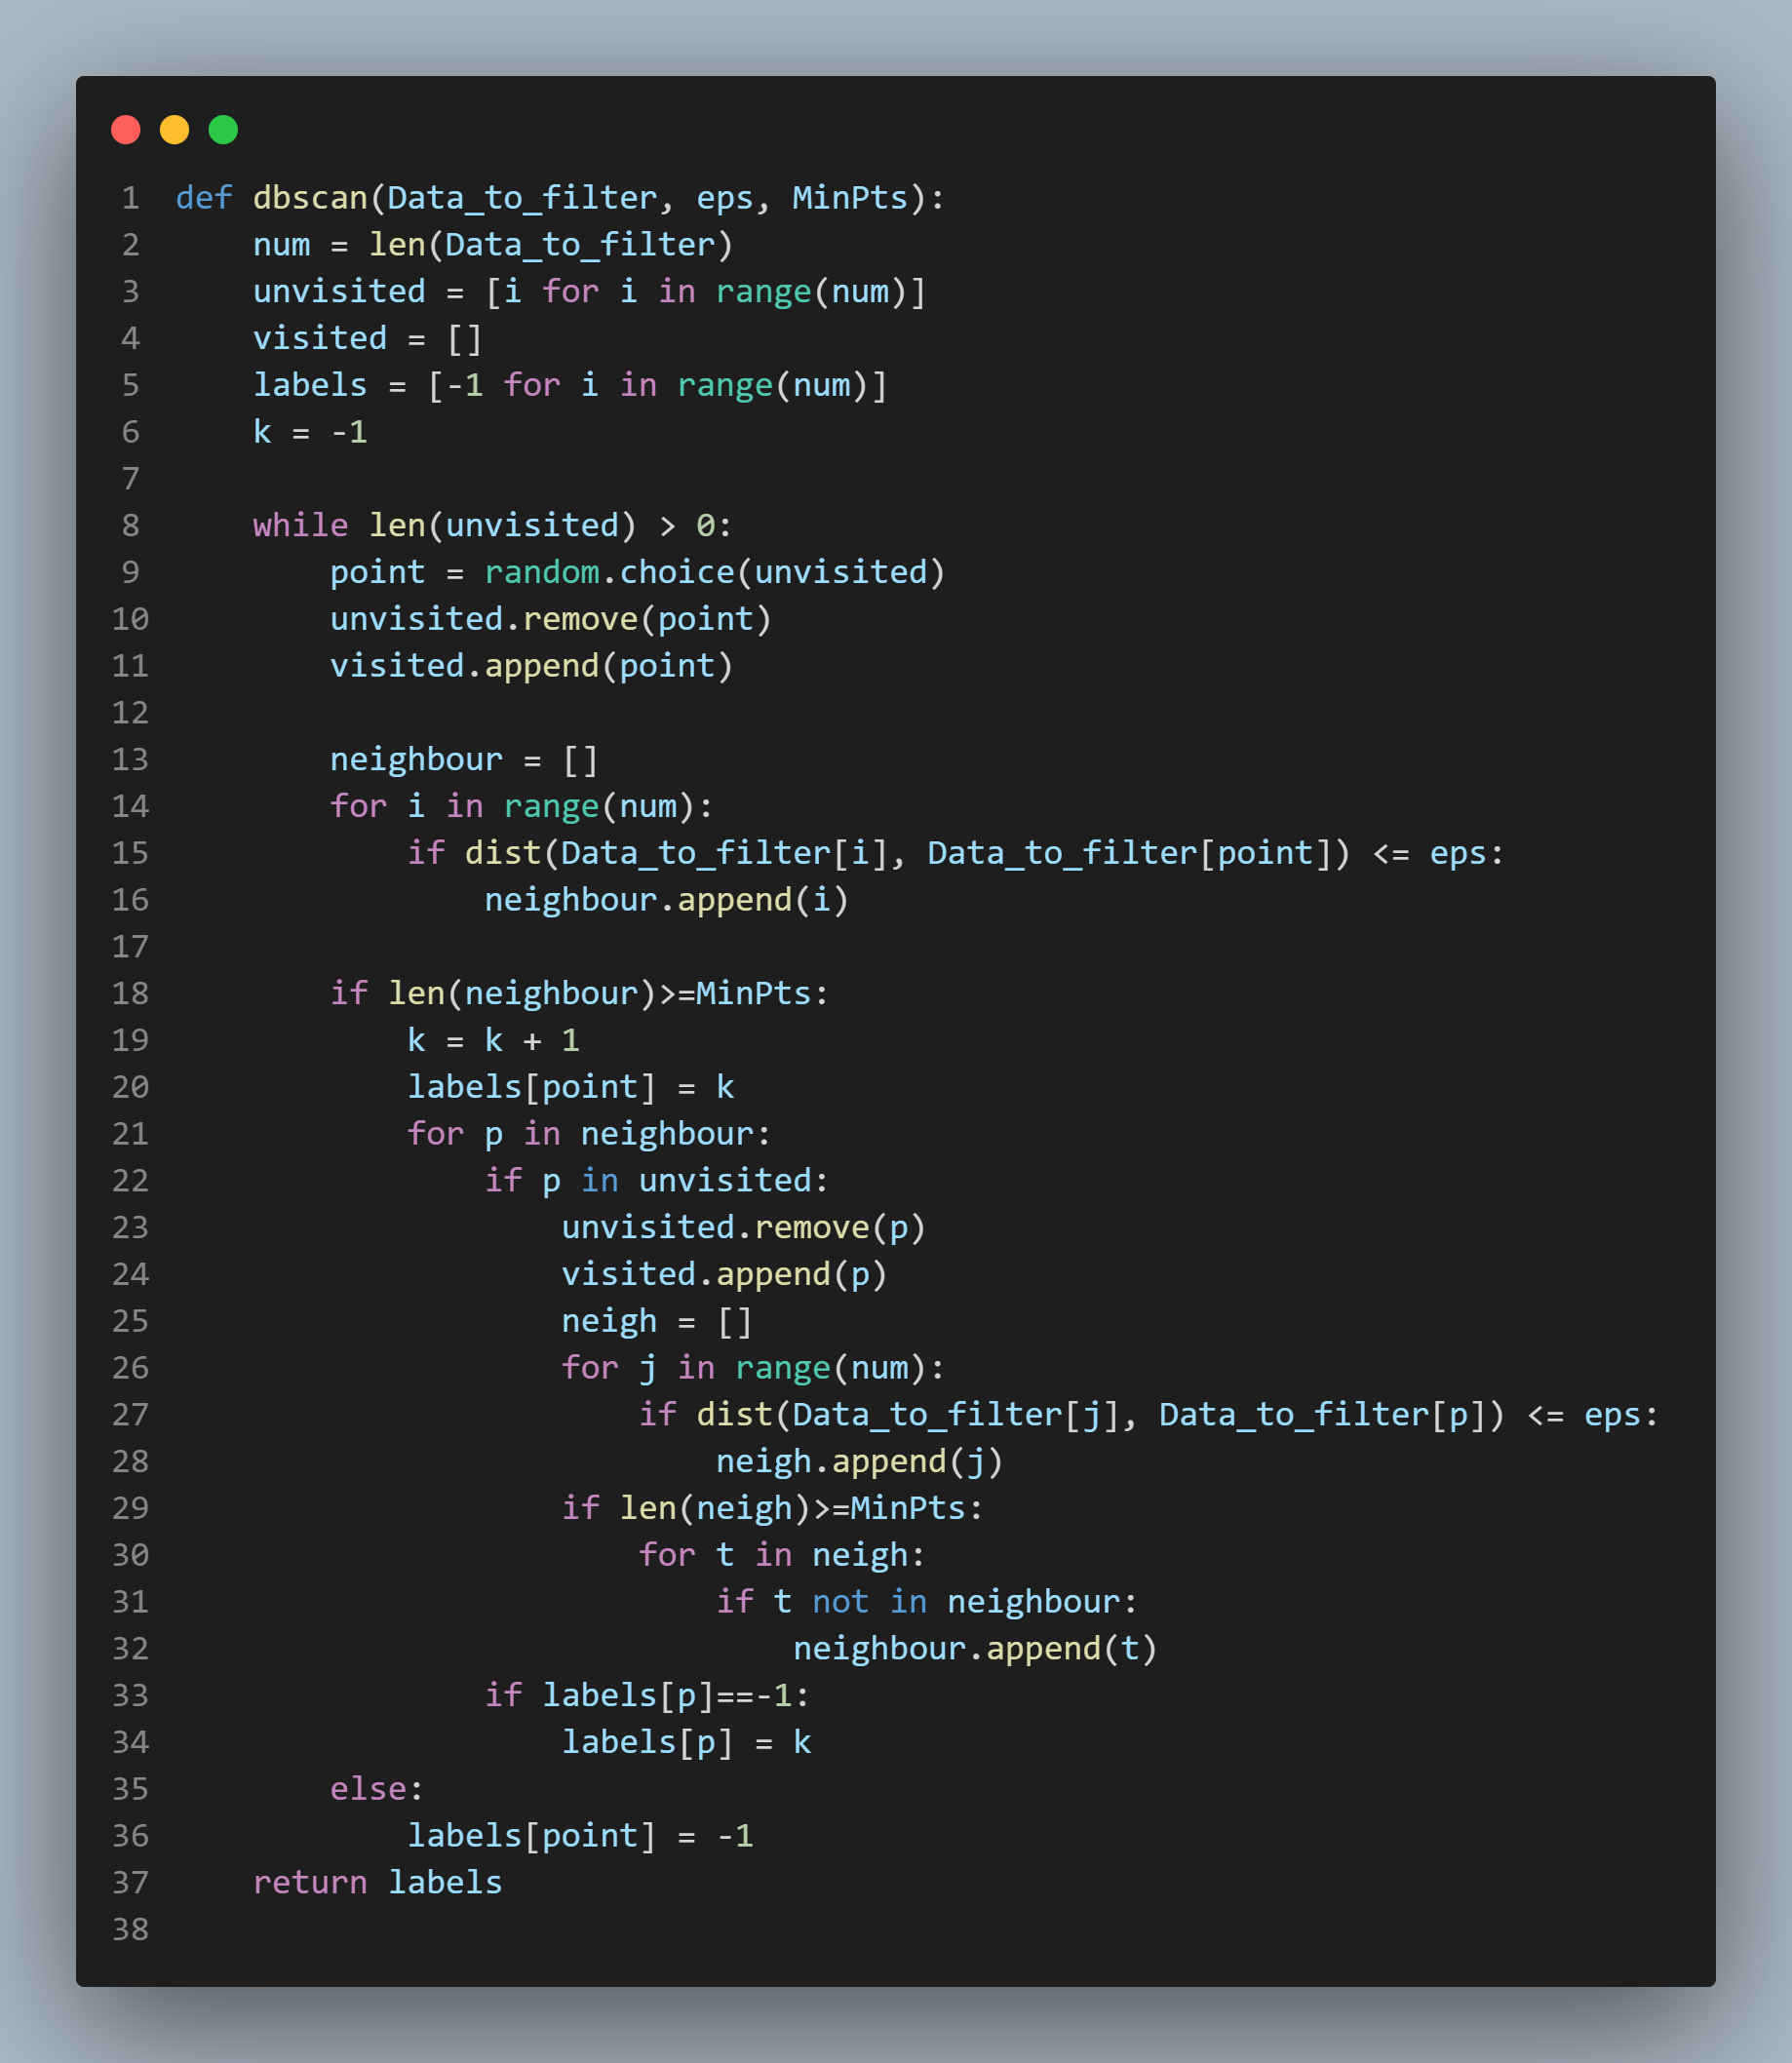 1 def dbscan(Data_to_filter, eps, MinPts):
2     num = len(Data_to_filter)
3     unvisited = [i for i in range(num)]
4     visited = []
5     labels = [-1 for i in range(num)]
6     k = -1
7
8     while len(unvisited) > 0:
9         point = random.choice(unvisited)
10         unvisited.remove(point)
11         visited.append(point)
12
13         neighbour = []
14         for i in range(num):
15             if dist(Data_to_filter[i], Data_to_filter[point]) <= eps:
16                 neighbour.append(i)
17
18         if len(neighbour)>=MinPts:
19             k = k + 1
20             labels[point] = k
21             for p in neighbour:
22                 if p in unvisited:
23                     unvisited.remove(p)
24                     visited.append(p)
25                     neigh = []
26                     for j in range(num):
27                         if dist(Data_to_filter[j], Data_to_filter[p]) <= eps:
28                             neigh.append(j)
29                     if len(neigh)>=MinPts:
30                         for t in neigh:
31                             if t not in neighbour:
32                                 neighbour.append(t)
33                 if labels[p]==-1:
34                     labels[p] = k
35         else:
36             labels[point] = -1
37     return labels
38